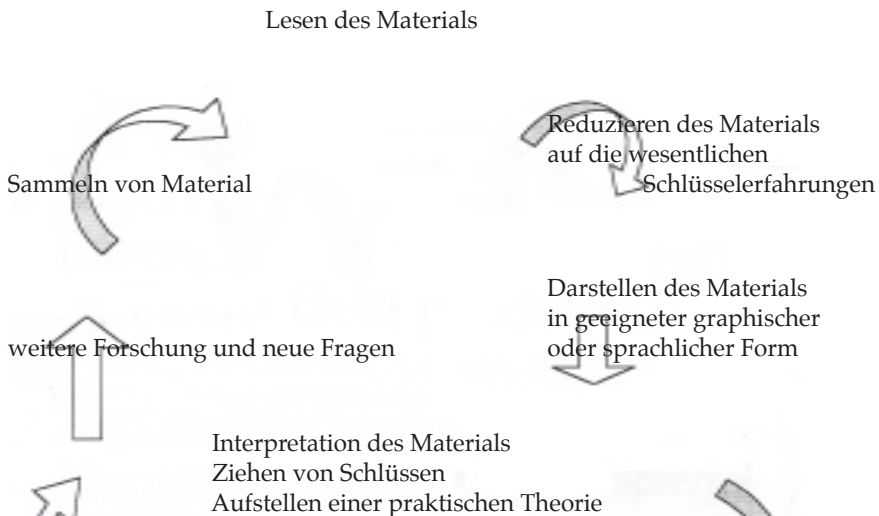 Lesen des Materials
Reduzieren des Materials
auf die wesentlichen
Schlüsselerfahrungen
Sammeln von Material
Darstellen des Materials
in geeigneter graphischer
oder sprachlicher Form
weitere Forschung und neue Fragen
Interpretation des Materials
Ziehen von Schlüssen
Aufstellen einer praktischen Theorie